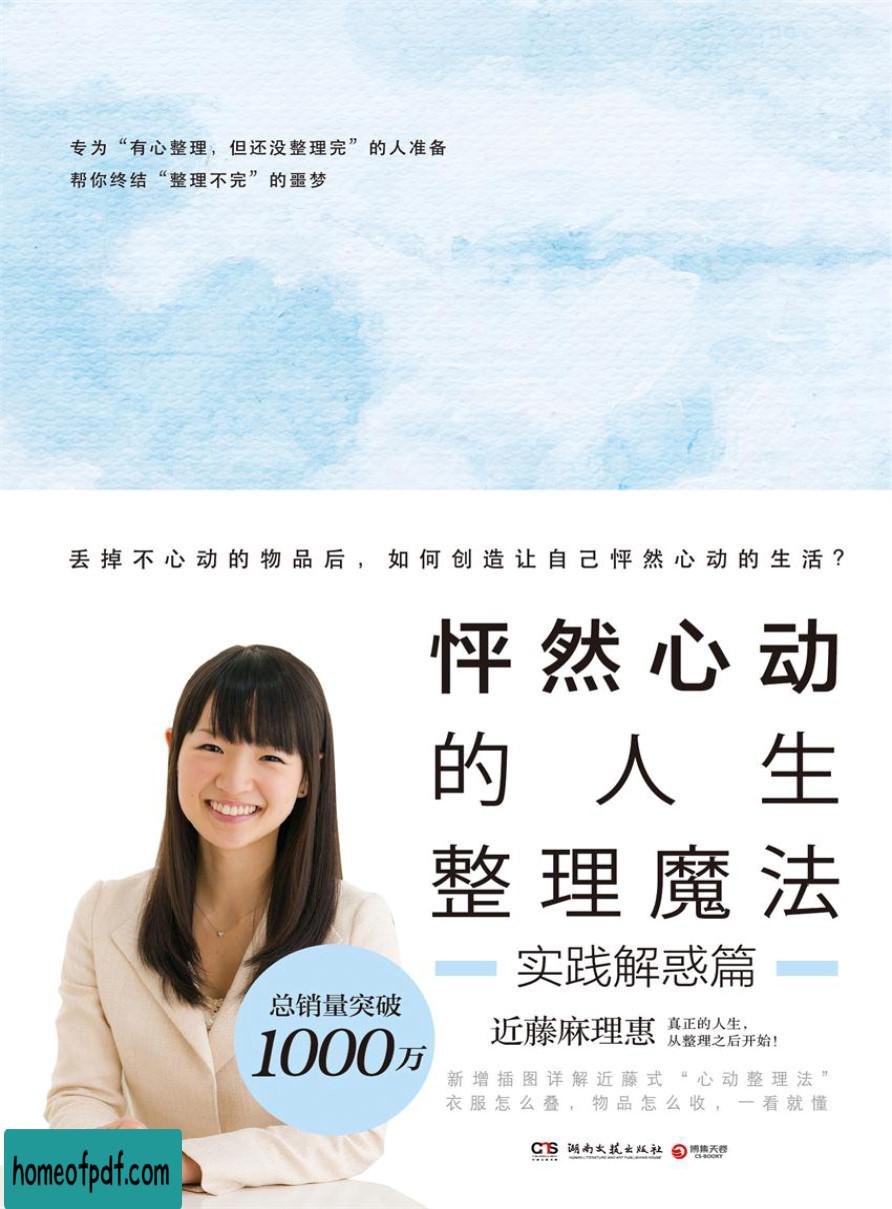 专为“有心整理，但还没整理完”的人准备
帮你终结“整理不完”的噩梦
丢掉不心动的物品后，如何创造让自己怦然心动的生活？
怦然心动
的人生
整理魔法
实践解惑篇
近藤麻理惠
真正的人生，
从整理之后开始！
总销量突破
1000万
新增插图详解近藤式“心动整理法”
衣服怎么叠，物品怎么收，一看就懂
湖南文艺出版社
HUNAN LITERATURE AND ART PUBLISHING HOUSE
博集天卷
CS-BOOKY
homeofpdf.com